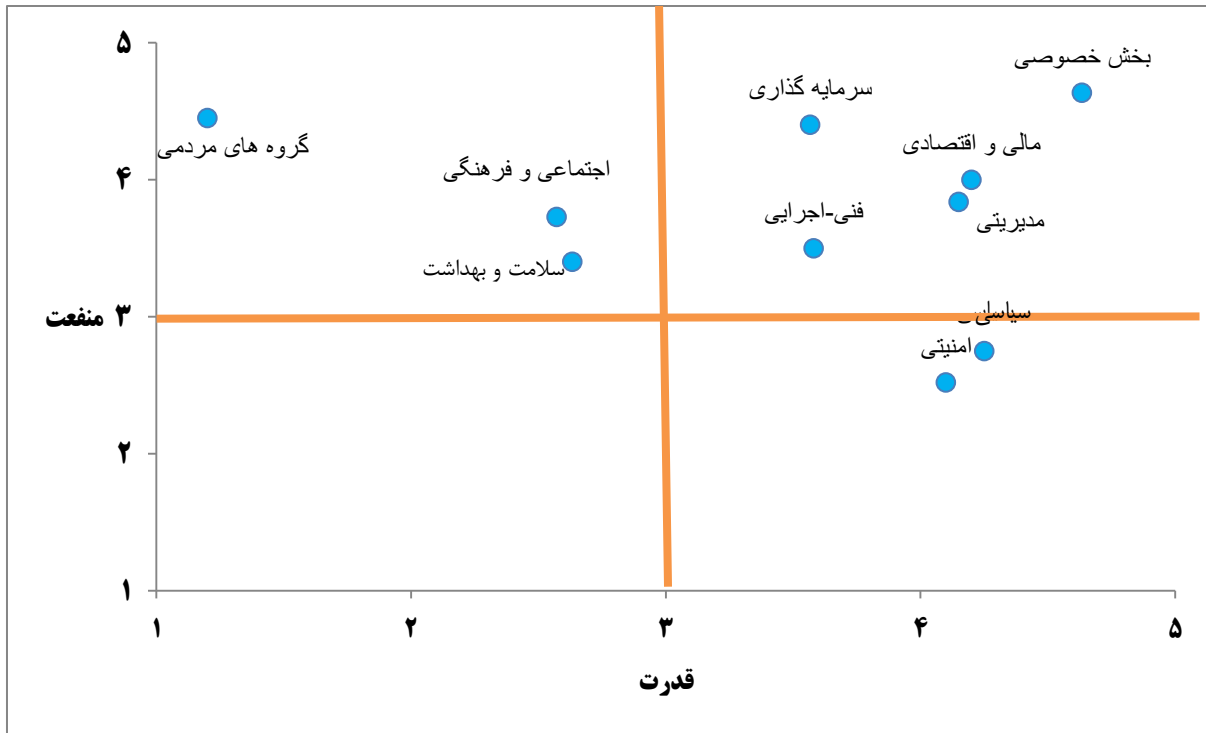 ۵
بخش خصوصی
سرمایه گذاری
گروه های مردمی
مالی و اقتصادی
اجتماعی و فرهنگی
۴
فنی-اجرایی
مدیریتی
سلامت و بهداشت
منفعت
۳
امنیتی
۲
۱
۱
۲
۳
۴
۵
قدرت